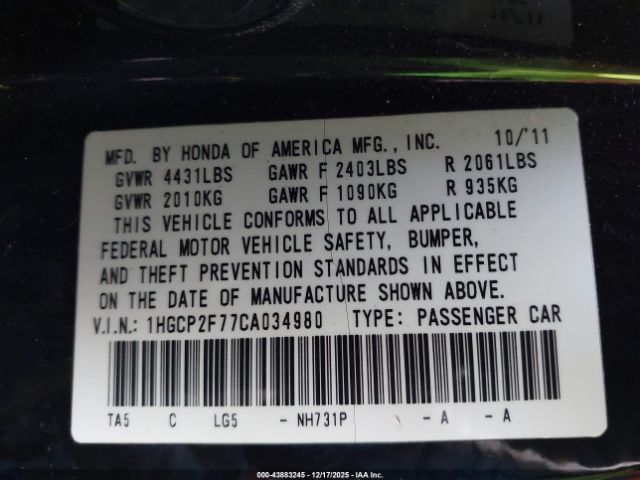 MFD. BY HONDA OF AMERICA MFG., INC. 10/'11
GVWR 4431LBS GAWR F 2403LBS R 2061LBS
GVWR 2010KG GAWR F 1090KG R 935KG
THIS VEHICLE CONFORMS TO ALL APPLICABLE
FEDERAL MOTOR VEHICLE SAFETY, BUMPER,
AND THEFT PREVENTION STANDARDS IN EFFECT
ON THE DATE OF MANUFACTURE SHOWN ABOVE.
V.I.N.: 1HGCP2F77CA034980 TYPE: PASSENGER CAR
TA5 C LG5 - NH731P - A - A
000-43883245 - 12/17/2025 - IAA Inc.